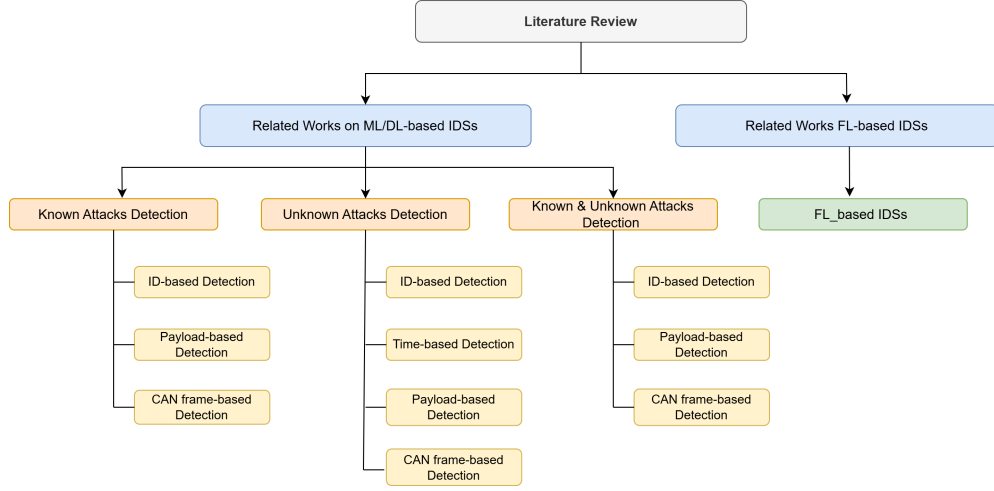 Literature Review
Related Works on ML/DL-based IDSs
Related Works FL-based IDSs
Known Attacks Detection
Unknown Attacks Detection
Known & Unknown Attacks
Detection
FL_based IDSs
ID-based Detection
Payload-based
Detection
CAN frame-based
Detection
ID-based Detection
Time-based Detection
Payload-based
Detection
CAN frame-based
Detection
ID-based Detection
Payload-based
Detection
CAN frame-based
Detection